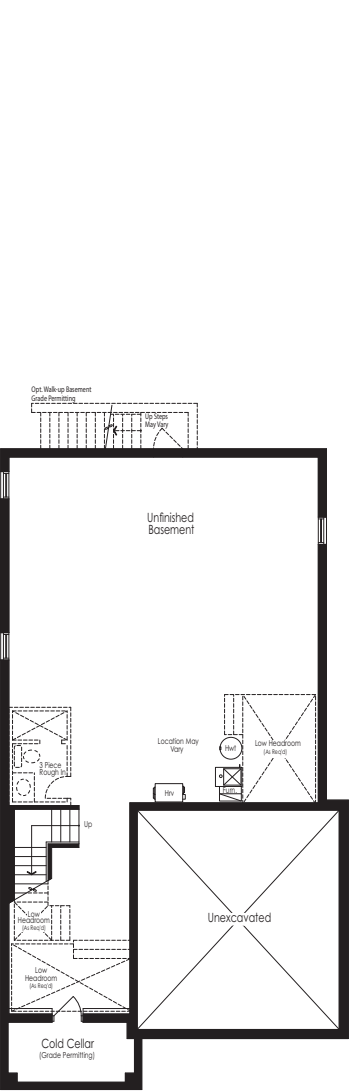 Opt. Walk-up Basement
Grade Permitting
Up Steps
May Vary
Unfinished
Basement
Location May
Vary
Hwt
Low Headroom
(As Req'd)
3 Piece
Rough In
Furn.
Hrv
Up
Low
Headroom
(As Req'd)
Unexcavated
Low
Headroom
(As Req'd)
Cold Cellar
(Grade Permitting)